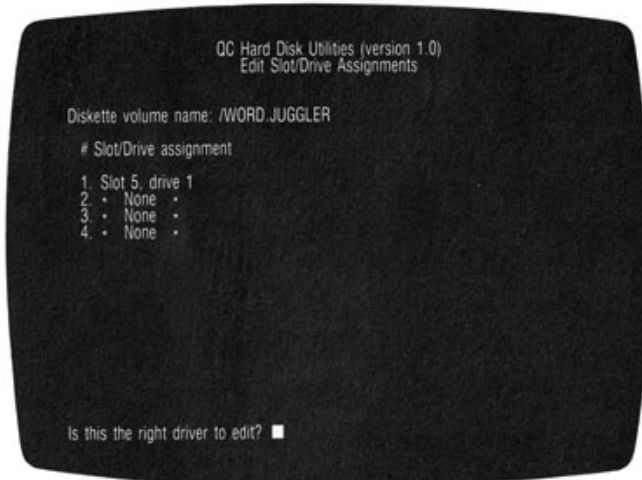 QC Hard Disk Utilities (version 1.0)
Edit Slot/Drive Assignments
Diskette volume name: /WORD.JUGGLER
# Slot/Drive assignment
1. Slot 5, drive 1
2. • None •
3. • None •
4. • None •
Is this the right driver to edit?